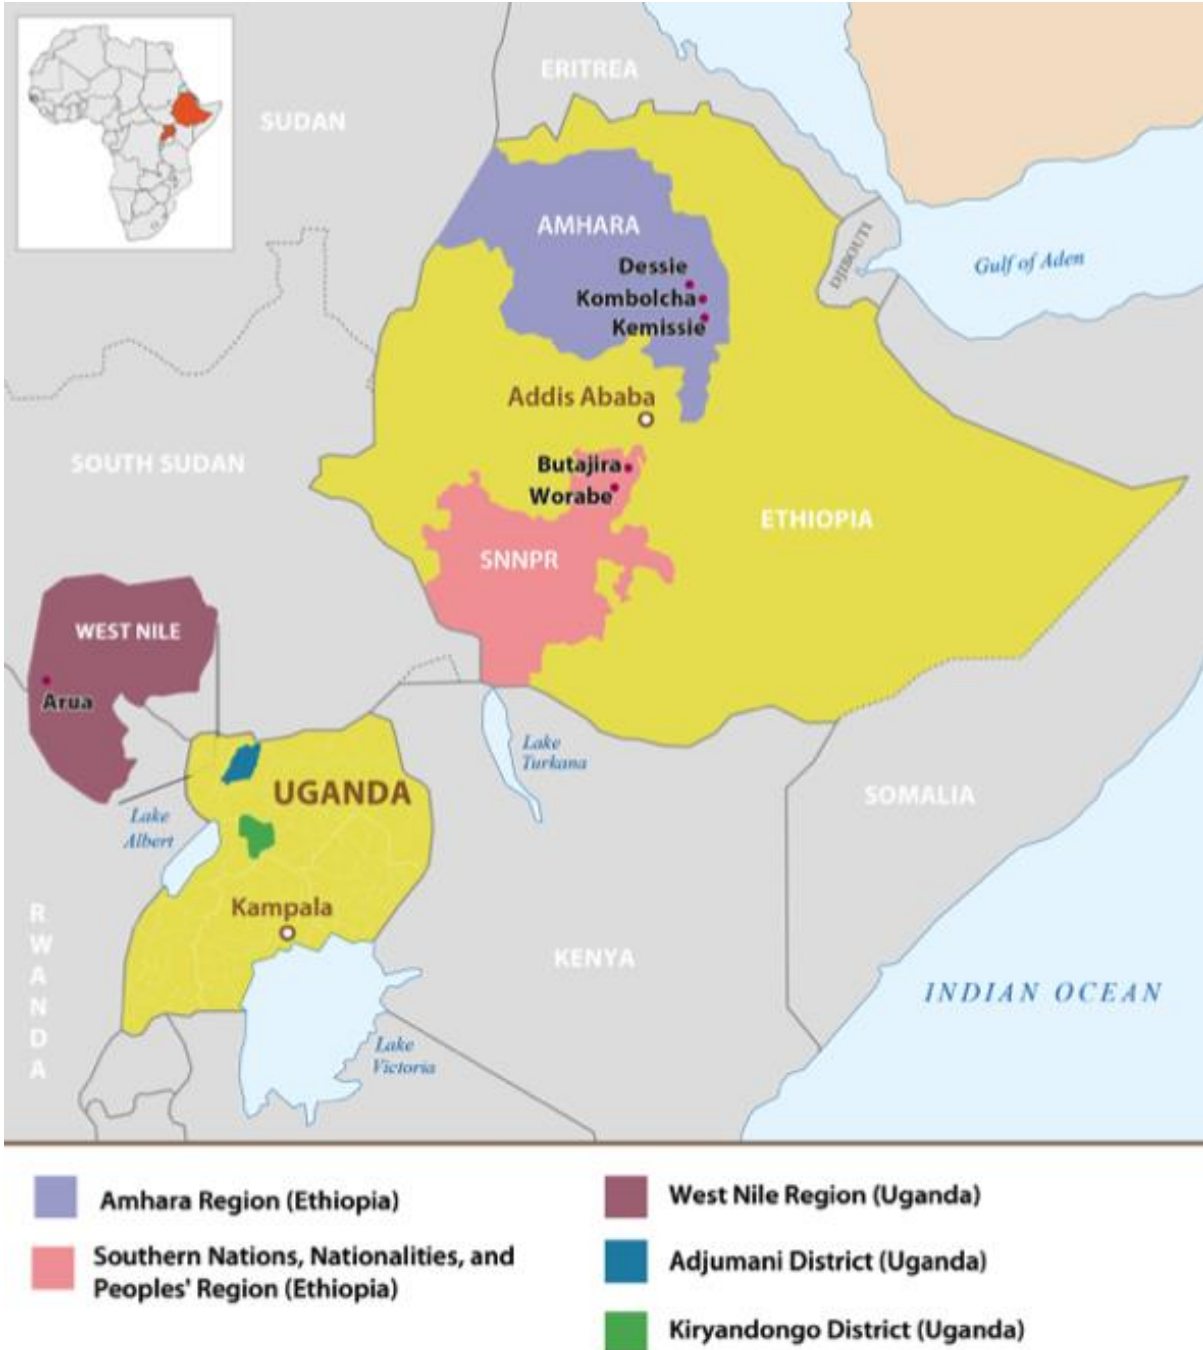 ERITREA
SUDAN
AMHARA
DJIBOUTI
Gulf of Aden
Dessie
Kombolcha
Kemissie
Addis Ababa
SOUTH SUDAN
Butajira
Worabe
ETHIOPIA
SNNPR
WEST NILE
Arua
Lake
Turkana
UGANDA
SOMALIA
Lake
Albert
Kampala
RWANDA
KENYA
INDIAN OCEAN
Lake
Victoria
Amhara Region (Ethiopia)
Southern Nations, Nationalities, and
Peoples' Region (Ethiopia)
West Nile Region (Uganda)
Adjumani District (Uganda)
Kiryandongo District (Uganda)